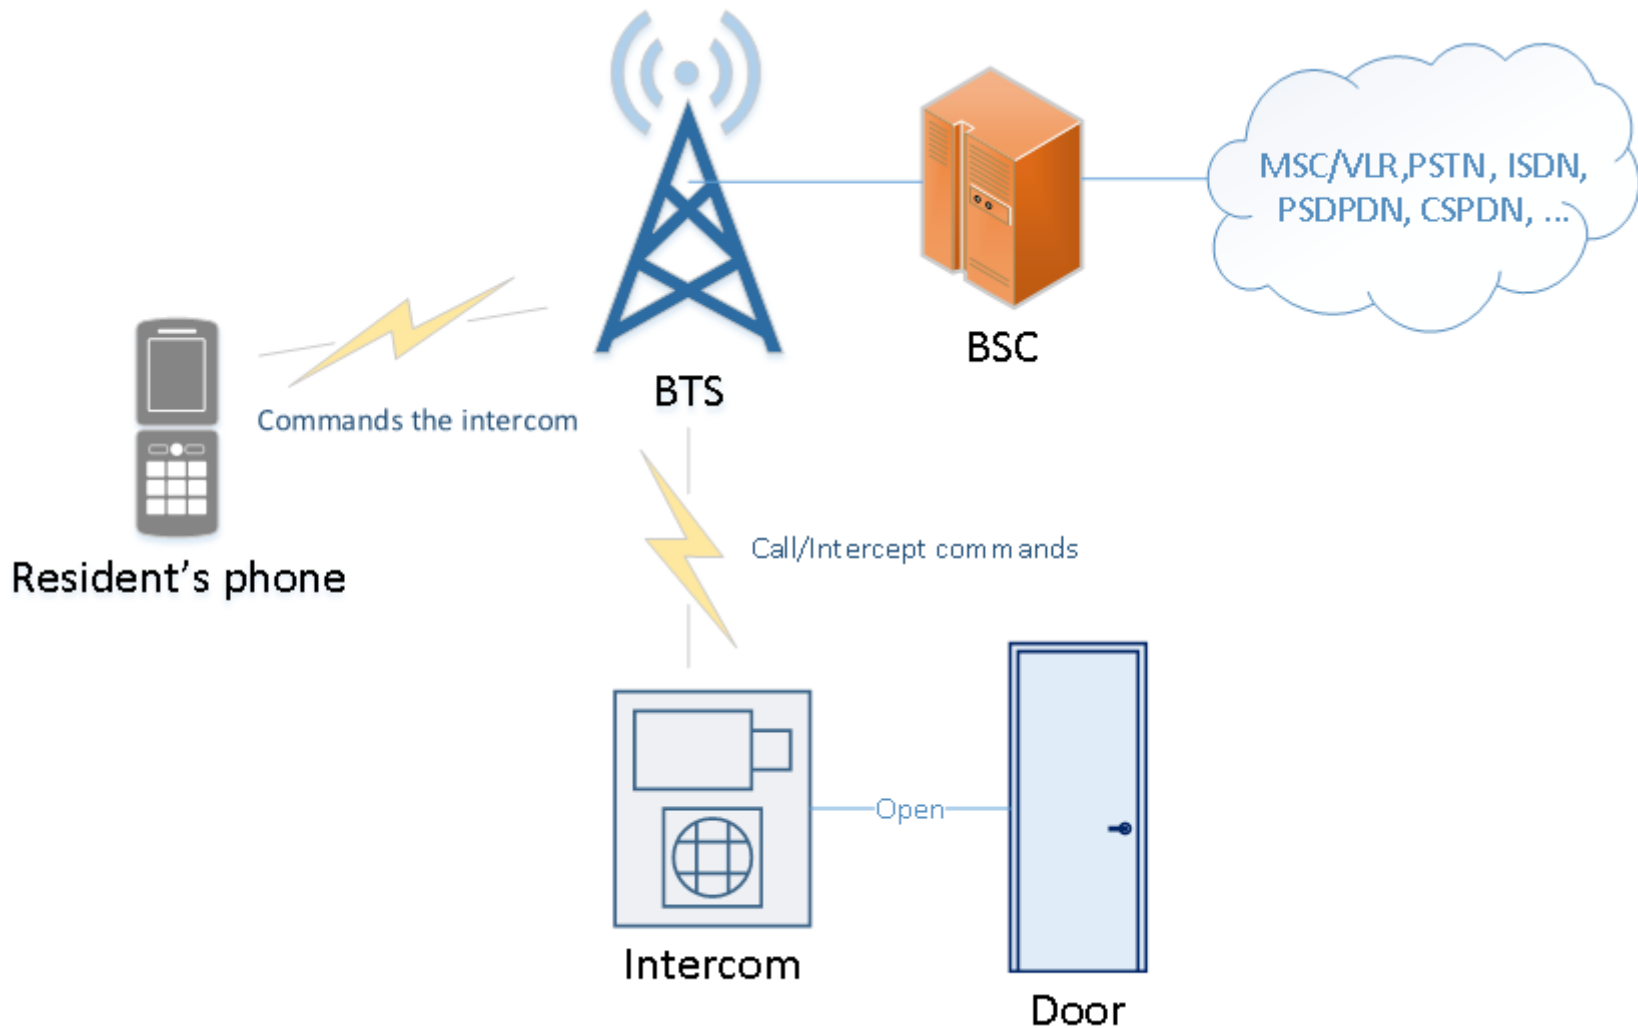 MSC/VLR,PSTN, ISDN,
PSDPDN, CSPDN, ...
BSC
BTS
Commands the intercom
Resident's phone
Call/Intercept commands
Open
Intercom
Door